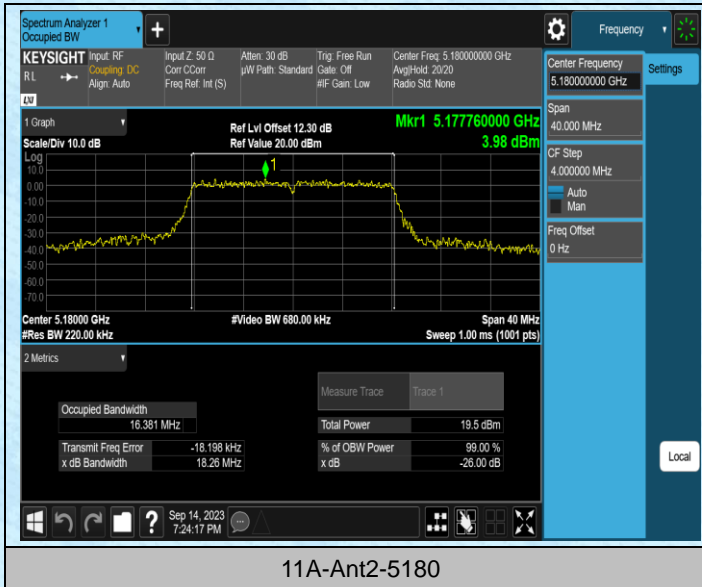 Spectrum Analyzer 1
Occupied BW
+
Frequency
KEYSIGHT
RL
LXI
Input: RF
Coupling: DC
Align: Auto
Input Z: 50 Ω
Corr CCorr
Freq Ref: Int (S)
Atten: 30 dB
µW Path: Standard
Trig: Free Run
Gate: Off
#IF Gain: Low
Center Freq: 5.180000000 GHz
Avg|Hold: 20/20
Radio Std: None
Center Frequency
5.180000000 GHz
Settings
Span
40.000 MHz
CF Step
4.000000 MHz
Auto
Man
Freq Offset
0 Hz
1 Graph
Scale/Div 10.0 dB
Ref Lvl Offset 12.30 dB
Ref Value 20.00 dBm
Mkr1 5.177760000 GHz
3.98 dBm
Log
10.0
0.00
-10.0
-20.0
-30.0
-40.0
-50.0
-60.0
-70.0
1
Center 5.18000 GHz
#Res BW 220.00 kHz
#Video BW 680.00 kHz
Span 40 MHz
Sweep 1.00 ms (1001 pts)
2 Metrics
Measure Trace
Trace 1
Occupied Bandwidth
16.381 MHz
Total Power
19.5 dBm
Transmit Freq Error
-18.198 kHz
% of OBW Power
99.00 %
x dB Bandwidth
18.26 MHz
x dB
-26.00 dB
Local
?
Sep 14, 2023
7:24:17 PM
11A-Ant2-5180